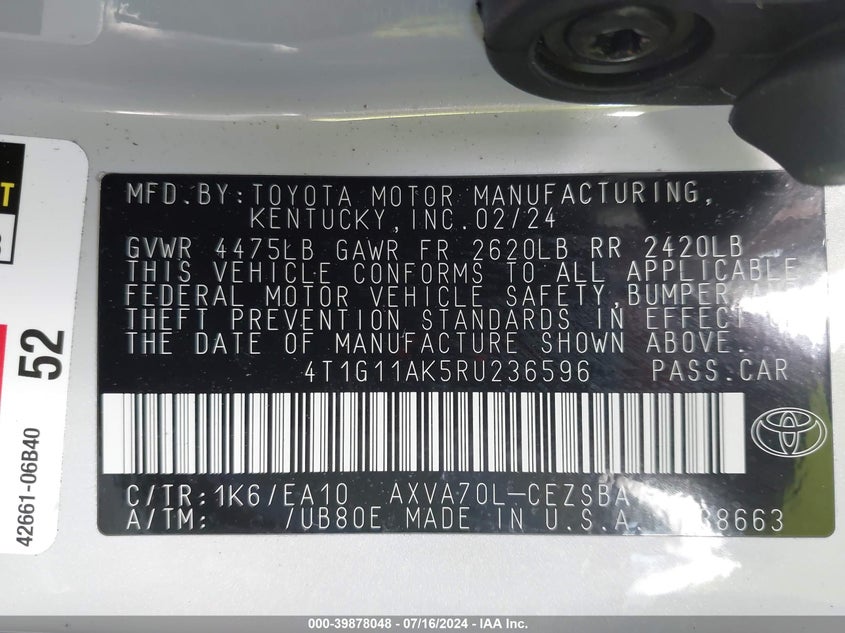 MFD.BY:TOYOTA MOTOR MANUFACTURING,
KENTUCKY,INC.02/24
GVWR 4475LB GAWR FR 2620LB RR 2420LB
THIS VEHICLE CONFORMS TO ALL APPLICABLE
FEDERAL MOTOR VEHICLE SAFETY,BUMPER,
THEFT PREVENTION STANDARDS IN EFFECT
THE DATE OF MANUFACTURE SHOWN ABOVE.
4T1G11AK5RU236596 PASS.CAR
C/TR:1K6/EA10 AXVA70L-CEZSBA
A/TM: /UB80E MADE IN U.S.A. 8663
52
42661-06B40
000-39878048 - 07/16/2024 - IAA Inc.